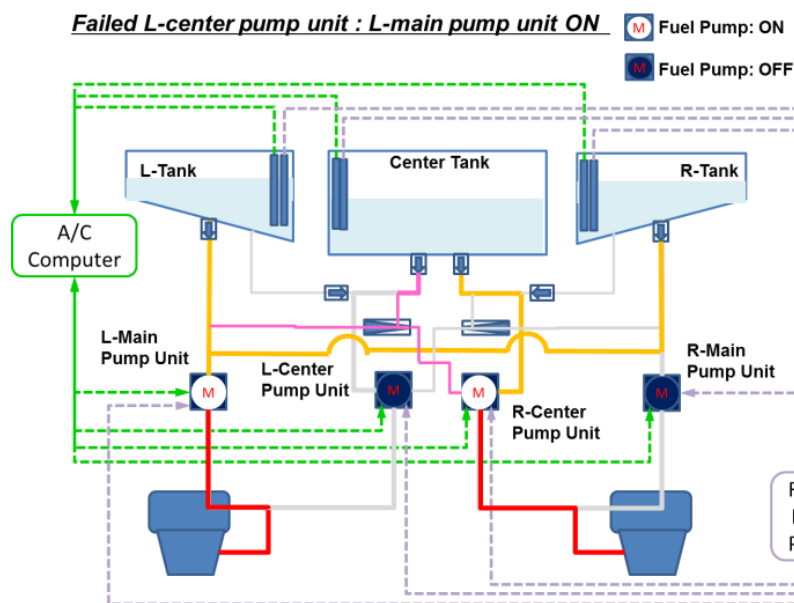 Failed L-center pump unit : L-main pump unit ON
M Fuel Pump: ON
M Fuel Pump: OFF
L-Tank
Center Tank
R-Tank
A/C
Computer
L-Main
Pump Unit
L-Center
Pump Unit
R-Center
Pump Unit
R-Main
Pump Unit
M
M
M
M